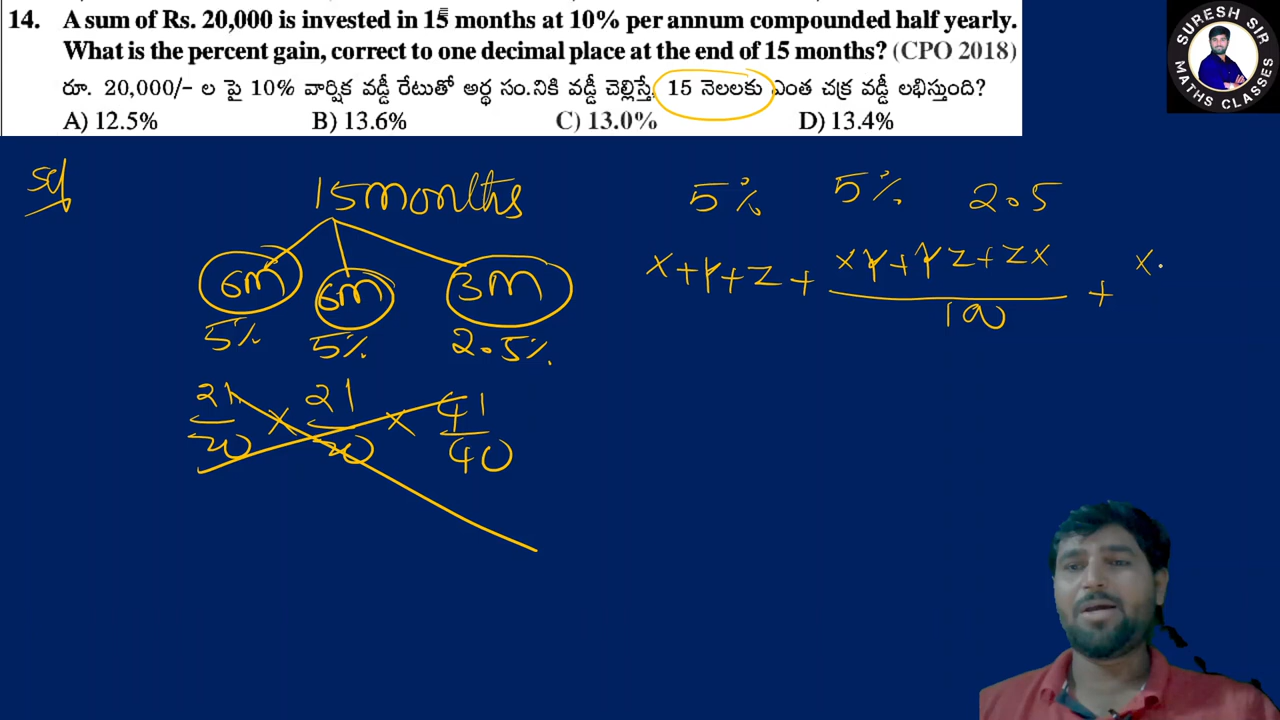 14. A sum of Rs. 20,000 is invested in 15 months at 10% per annum compounded half yearly.
What is the percent gain, correct to one decimal place at the end of 15 months? (CPO 2018)
రూ. 20,000/- ల పై 10% వార్షిక వడ్డీ రేటుతో అర్థ సం.నికి వడ్డీ చెల్లిస్తే, 15 నెలలకు ఎంత చక్ర వడ్డీ లభిస్తుంది?
A) 12.5% B) 13.6% C) 13.0% D) 13.4%
SURESH SIR
MATHS CLASSES
Sol
15months
6m 6m 3m
5% 5% 2.5%
21/20 × 21/20 × 41/40
5% 5% 2.5
x+y+z+ xy+yz+zx/100 + x.